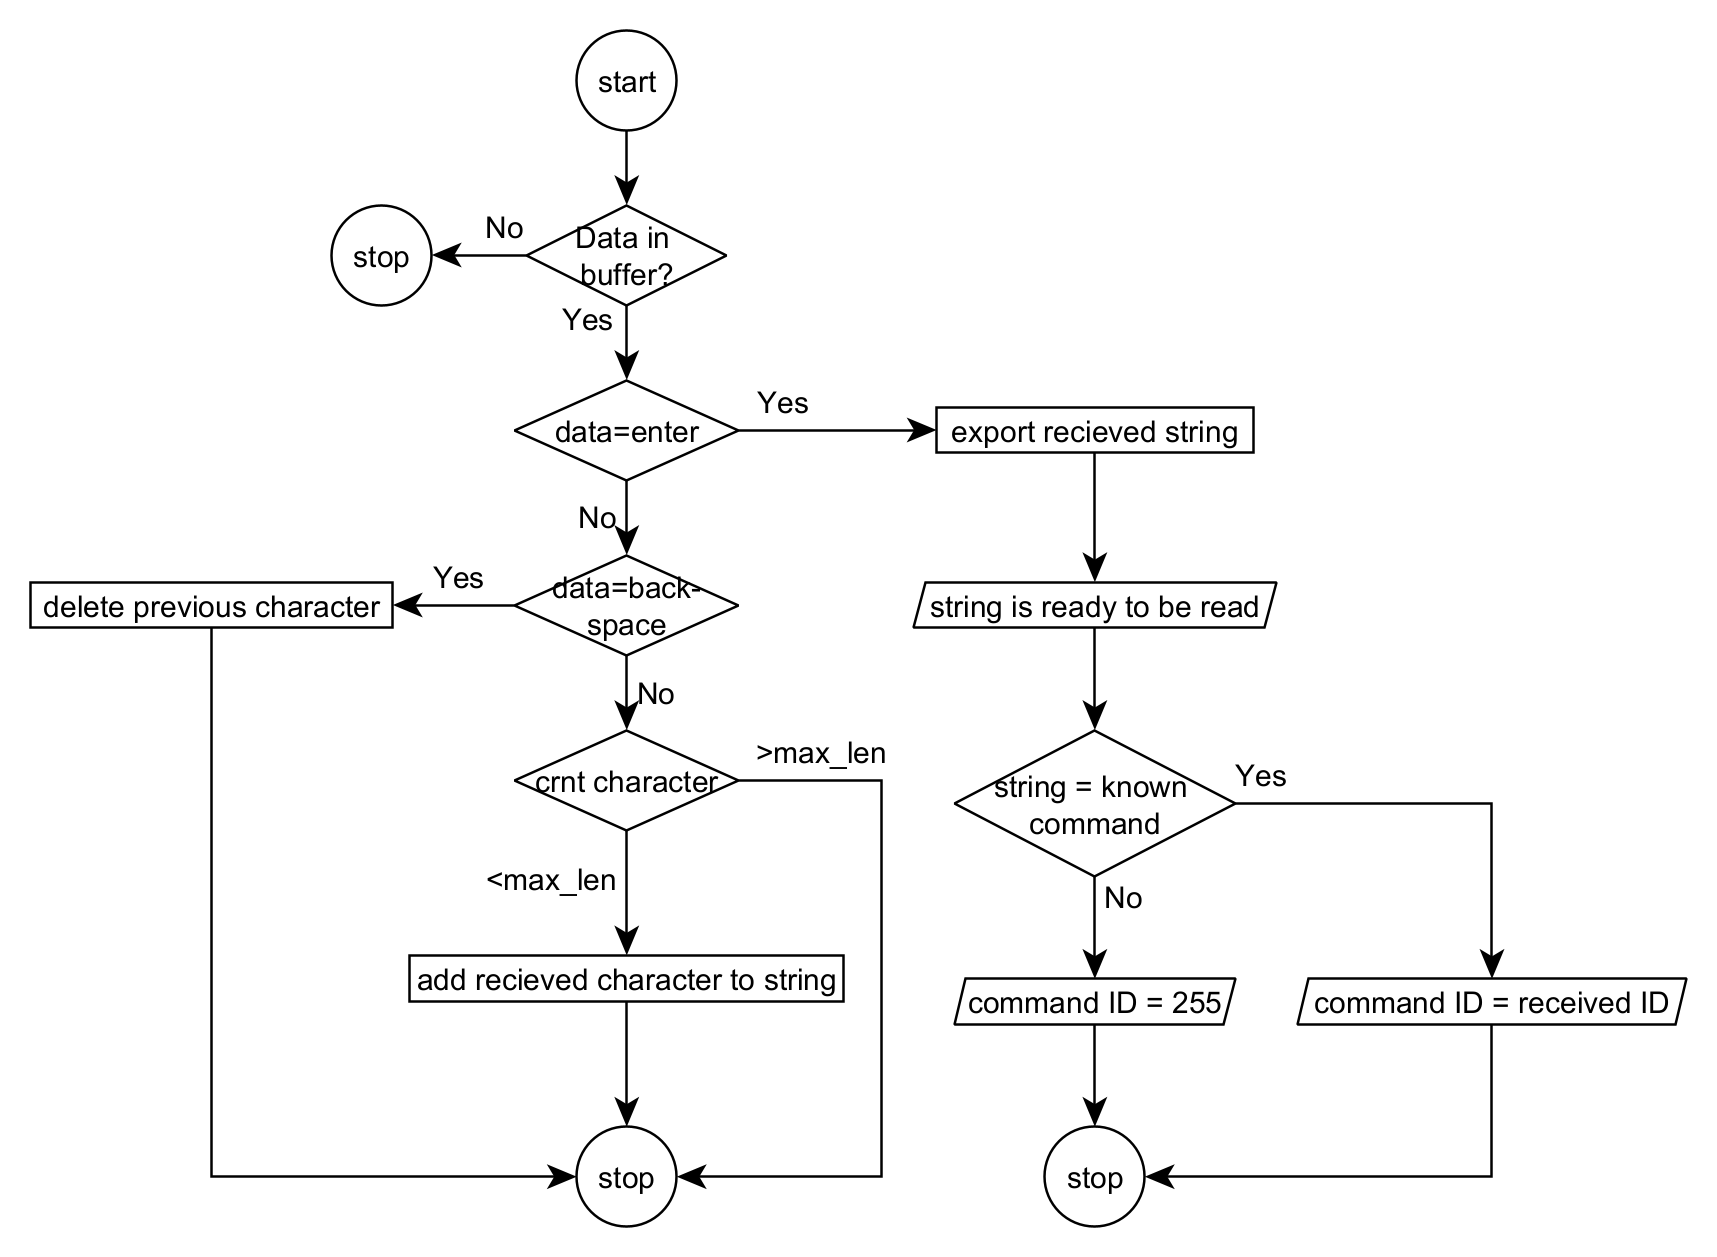 start
No
Data in
buffer?
stop
Yes
Yes
data=enter
export recieved string
No
Yes
data=back-
space
delete previous character
string is ready to be read
No
>max_len
crnt character
Yes
string = known
command
<max_len
No
add recieved character to string
command ID = 255
command ID = received ID
stop
stop